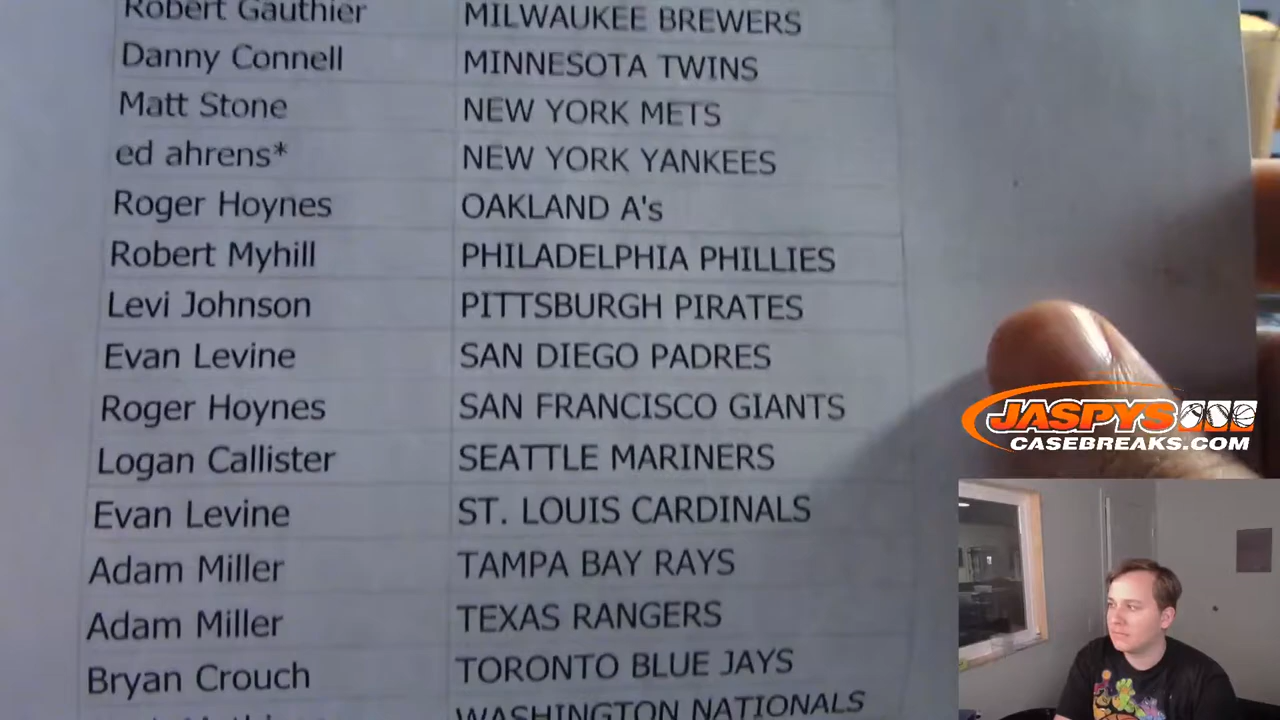 Robert Gauthier MILWAUKEE BREWERS
Danny Connell MINNESOTA TWINS
Matt Stone NEW YORK METS
ed ahrens* NEW YORK YANKEES
Roger Hoynes OAKLAND A's
Robert Myhill PHILADELPHIA PHILLIES
Levi Johnson PITTSBURGH PIRATES
Evan Levine SAN DIEGO PADRES
Roger Hoynes SAN FRANCISCO GIANTS
Logan Callister SEATTLE MARINERS
Evan Levine ST. LOUIS CARDINALS
Adam Miller TAMPA BAY RAYS
Adam Miller TEXAS RANGERS
Bryan Crouch TORONTO BLUE JAYS
WASHINGTON NATIONALS
JASPYS
CASEBREAKS.COM